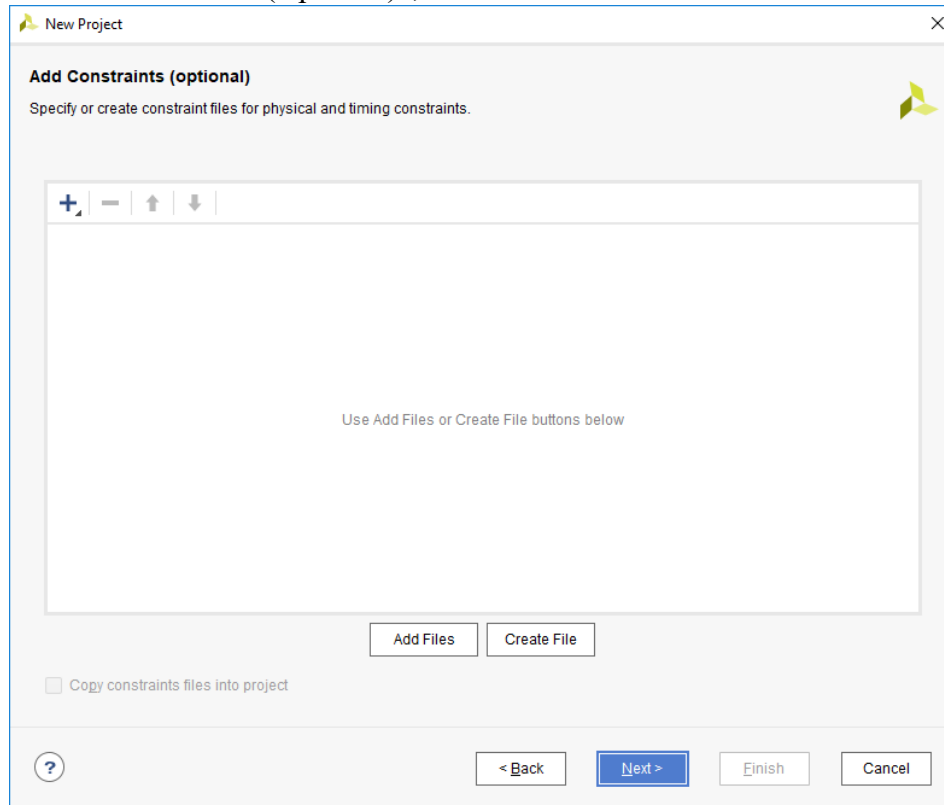 New Project
Add Constraints (optional)
Specify or create constraint files for physical and timing constraints.
Use Add Files or Create File buttons below
Add Files
Create File
Copy constraints files into project
?
< Back
Next >
Finish
Cancel